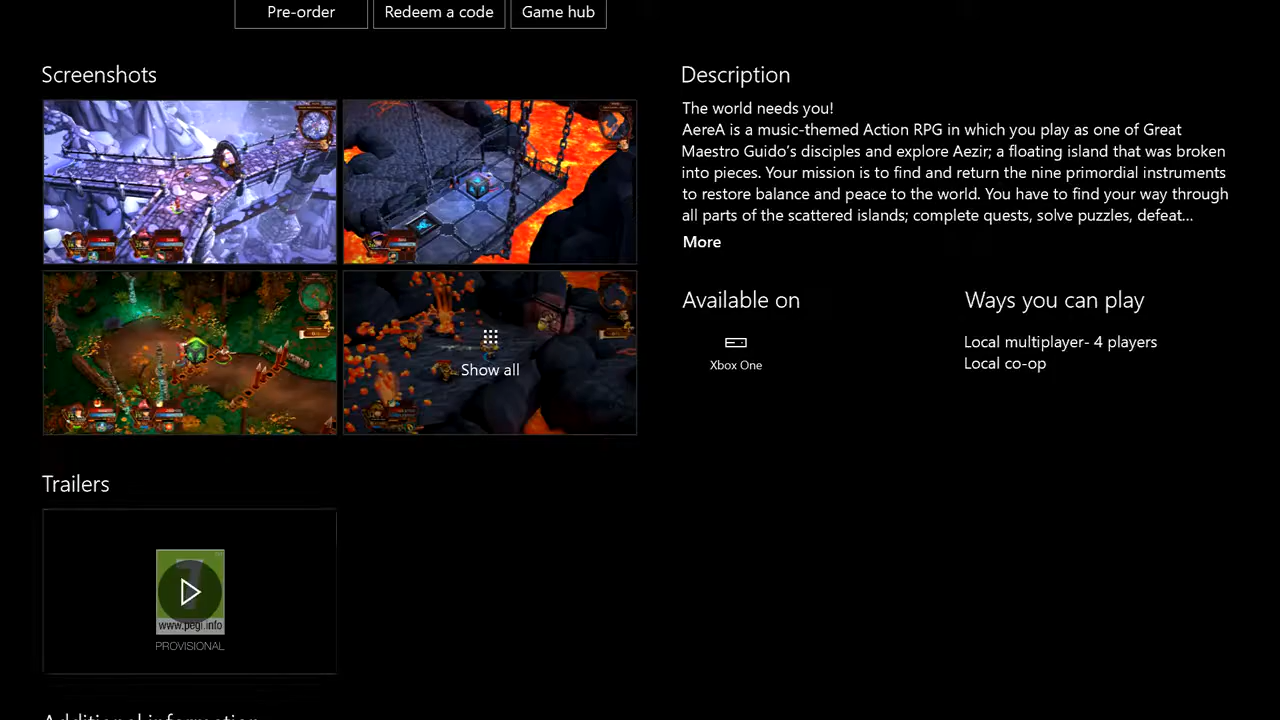 Pre-order
Redeem a code
Game hub
Screenshots
Show all
Description
The world needs you!
AereA is a music-themed Action RPG in which you play as one of Great
Maestro Guido’s disciples and explore Aezir; a floating island that was broken
into pieces. Your mission is to find and return the nine primordial instruments
to restore balance and peace to the world. You have to find your way through
all parts of the scattered islands; complete quests, solve puzzles, defeat...
More
Available on
Xbox One
Ways you can play
Local multiplayer- 4 players
Local co-op
Trailers
7
www.pegi.info
PROVISIONAL
Additional information